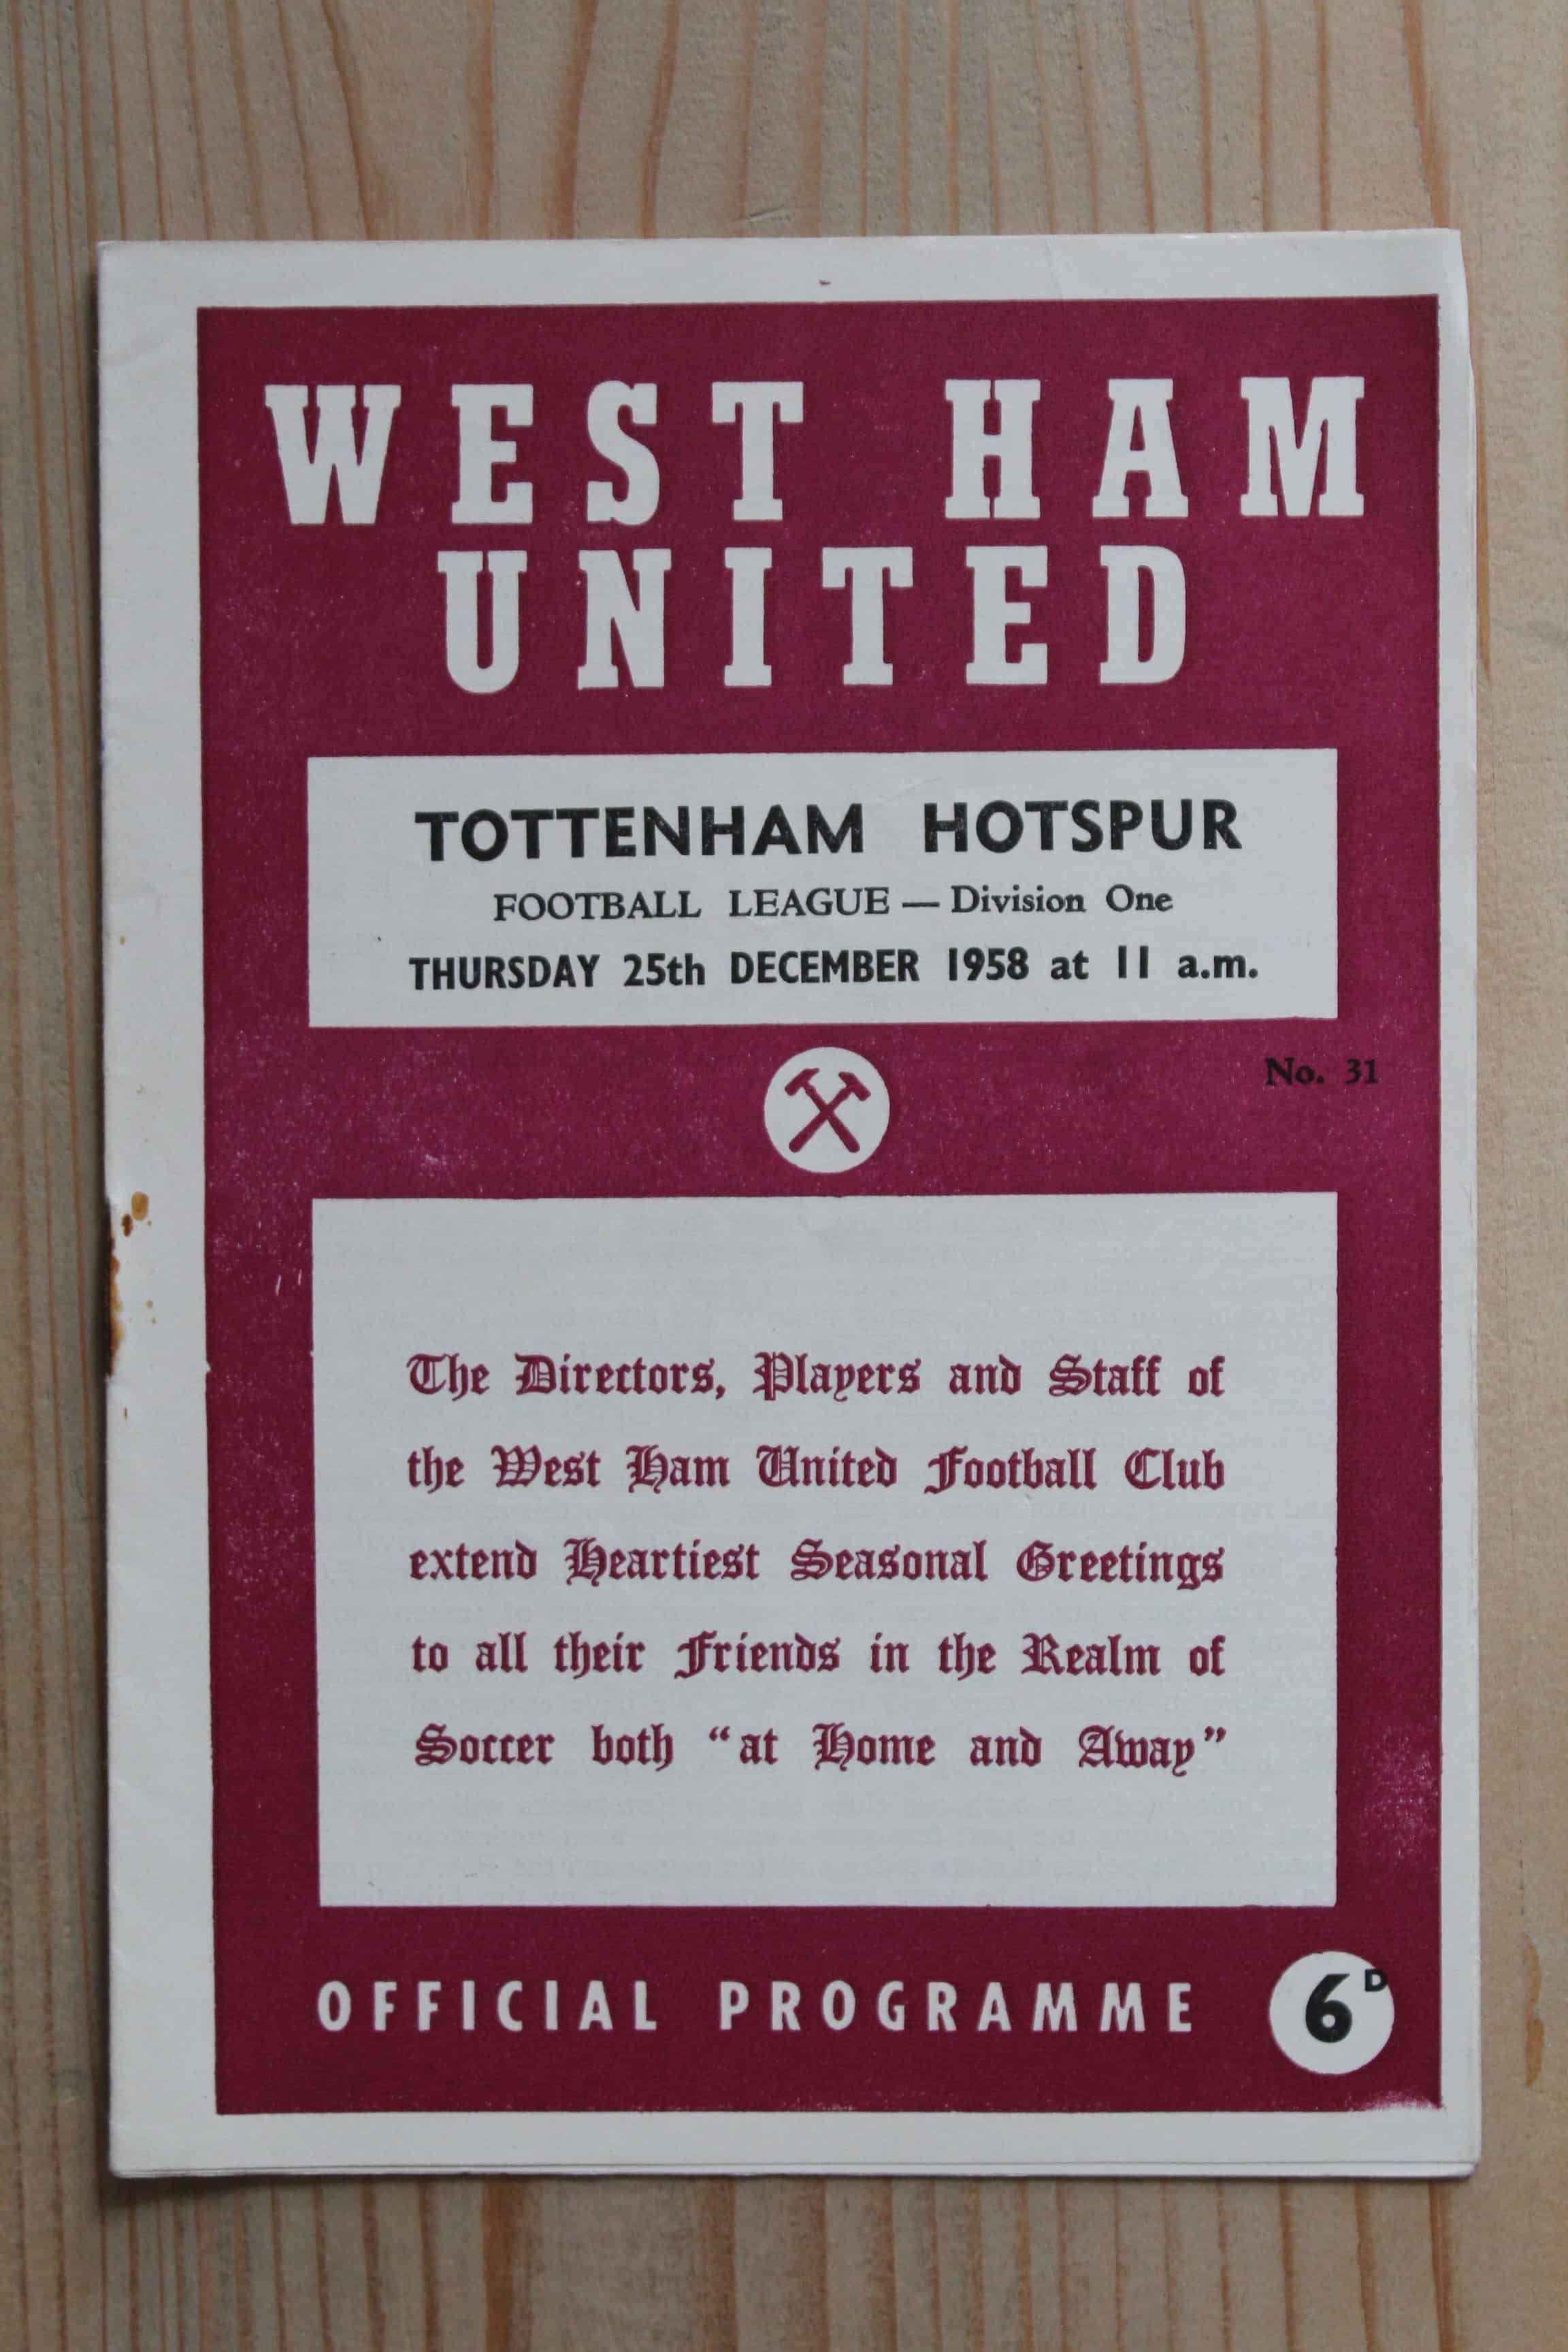 WEST HAM
UNITED
TOTTENHAM HOTSPUR
FOOTBALL LEAGUE — Division One
THURSDAY 25th DECEMBER 1958 at 11 a.m.
No. 31
The Directors, Players and Staff of
the West Ham United Football Club
extend Heartiest Seasonal Greetings
to all their Friends in the Realm of
Soccer both “at Home and Away”
OFFICIAL PROGRAMME 6D